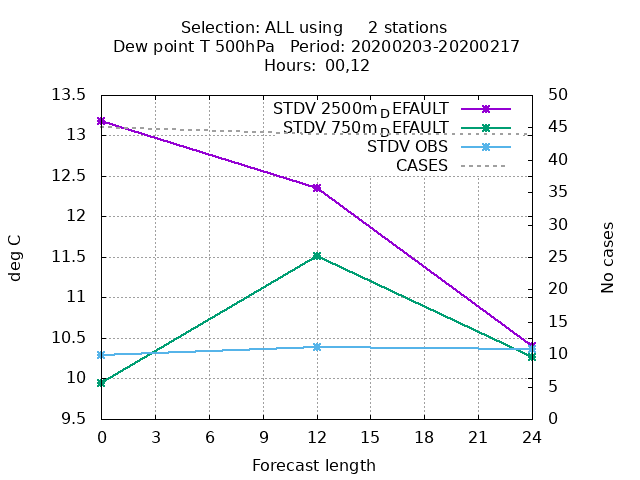 Selection: ALL using 2 stations
Dew point T 500hPa Period: 20200203-20200217
Hours: 00,12
STDV 2500m_DEFAULT
STDV 750m_DEFAULT
STDV OBS
CASES
13.5
13
12.5
12
11.5
11
10.5
10
9.5
deg C
50
45
40
35
30
25
20
15
10
5
0
No cases
0 3 6 9 12 15 18 21 24
Forecast length